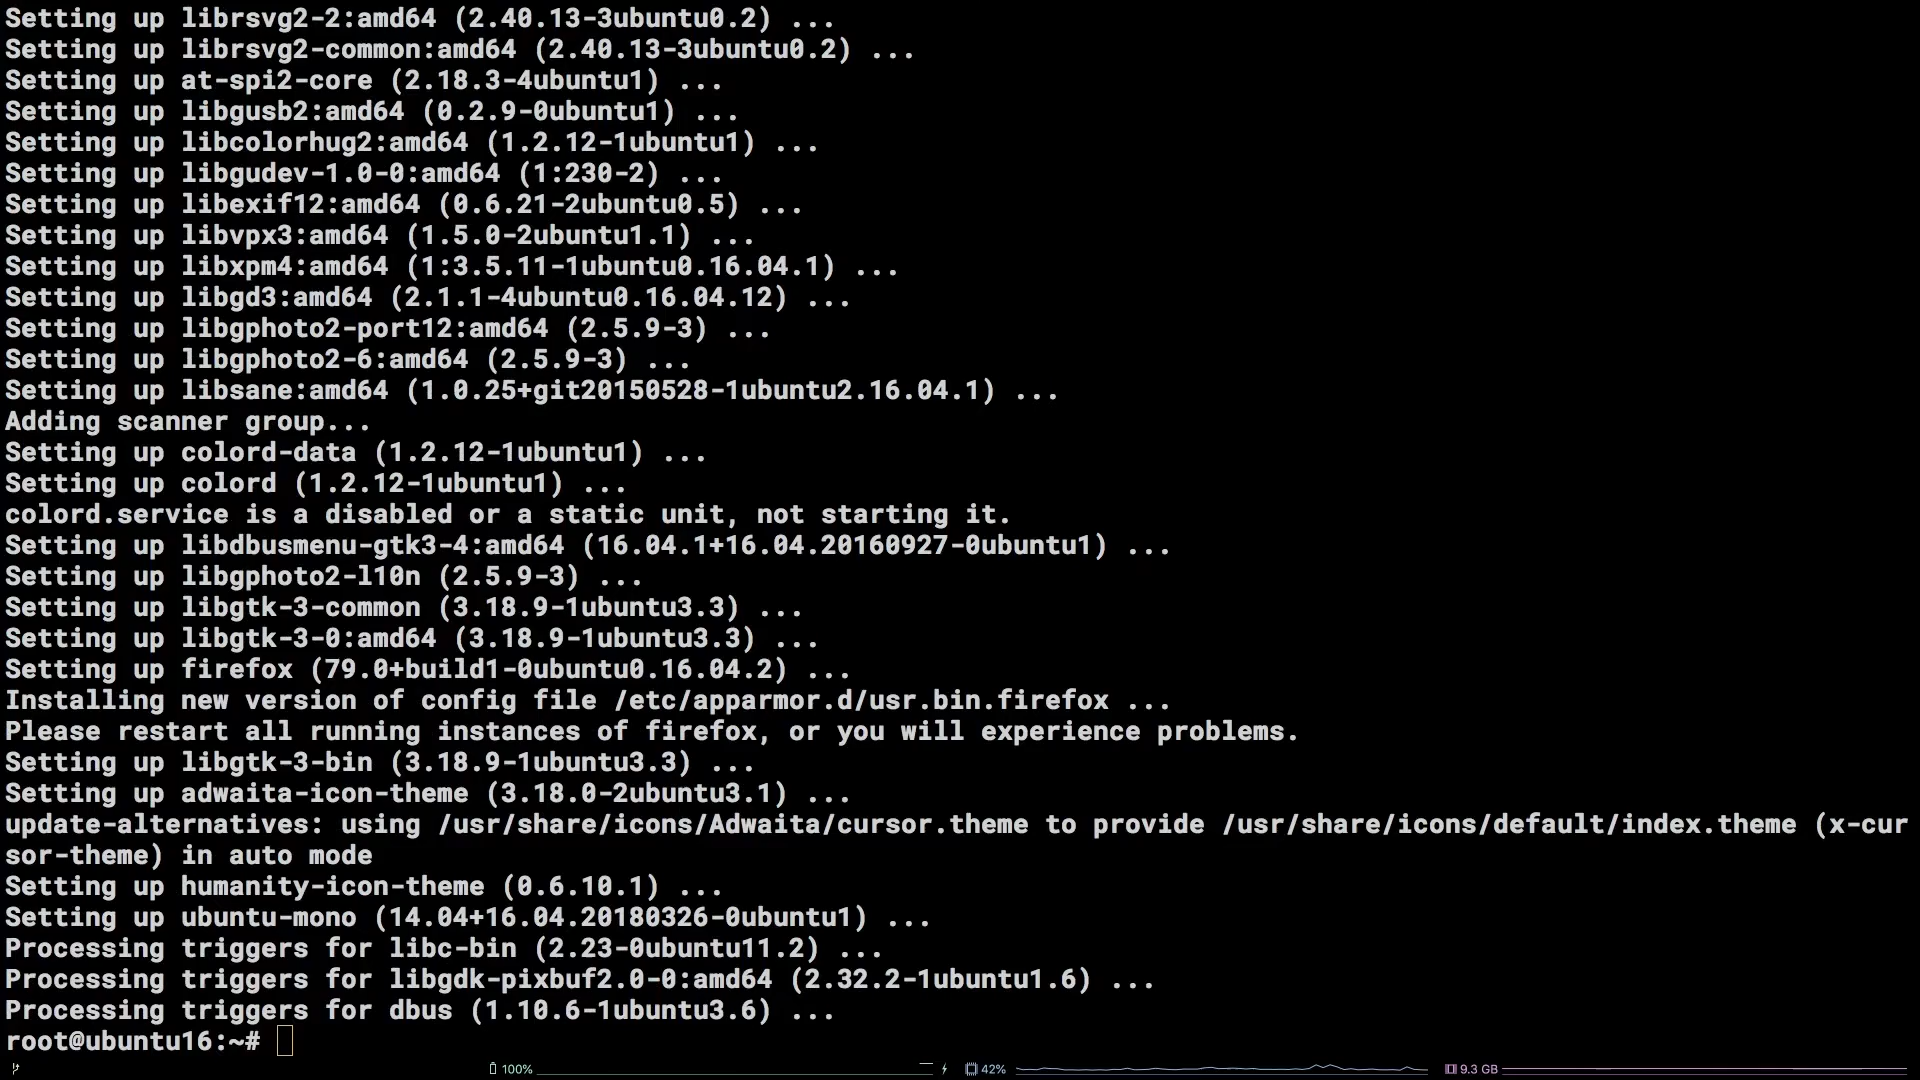 Setting up librsvg2-2:amd64 (2.40.13-3ubuntu0.2) ...
Setting up librsvg2-common:amd64 (2.40.13-3ubuntu0.2) ...
Setting up at-spi2-core (2.18.3-4ubuntu1) ...
Setting up libgusb2:amd64 (0.2.9-0ubuntu1) ...
Setting up libcolorhug2:amd64 (1.2.12-1ubuntu1) ...
Setting up libgudev-1.0-0:amd64 (1:230-2) ...
Setting up libexif12:amd64 (0.6.21-2ubuntu0.5) ...
Setting up libvpx3:amd64 (1.5.0-2ubuntu1.1) ...
Setting up libxpm4:amd64 (1:3.5.11-1ubuntu0.16.04.1) ...
Setting up libgd3:amd64 (2.1.1-4ubuntu0.16.04.12) ...
Setting up libgphoto2-port12:amd64 (2.5.9-3) ...
Setting up libgphoto2-6:amd64 (2.5.9-3) ...
Setting up libsane:amd64 (1.0.25+git20150528-1ubuntu2.16.04.1) ...
Adding scanner group...
Setting up colord-data (1.2.12-1ubuntu1) ...
Setting up colord (1.2.12-1ubuntu1) ...
colord.service is a disabled or a static unit, not starting it.
Setting up libdbusmenu-gtk3-4:amd64 (16.04.1+16.04.20160927-0ubuntu1) ...
Setting up libgphoto2-l10n (2.5.9-3) ...
Setting up libgtk-3-common (3.18.9-1ubuntu3.3) ...
Setting up libgtk-3-0:amd64 (3.18.9-1ubuntu3.3) ...
Setting up firefox (79.0+build1-0ubuntu0.16.04.2) ...
Installing new version of config file /etc/apparmor.d/usr.bin.firefox ...
Please restart all running instances of firefox, or you will experience problems.
Setting up libgtk-3-bin (3.18.9-1ubuntu3.3) ...
Setting up adwaita-icon-theme (3.18.0-2ubuntu3.1) ...
update-alternatives: using /usr/share/icons/Adwaita/cursor.theme to provide /usr/share/icons/default/index.theme (x-cur
sor-theme) in auto mode
Setting up humanity-icon-theme (0.6.10.1) ...
Setting up ubuntu-mono (14.04+16.04.20180326-0ubuntu1) ...
Processing triggers for libc-bin (2.23-0ubuntu11.2) ...
Processing triggers for libgdk-pixbuf2.0-0:amd64 (2.32.2-1ubuntu1.6) ...
Processing triggers for dbus (1.10.6-1ubuntu3.6) ...
root@ubuntu16:~#
100% 42% 9.3 GB